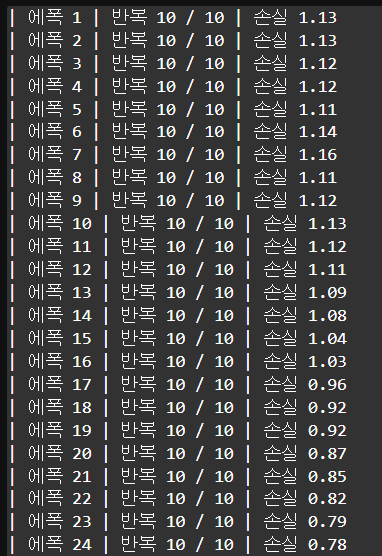 | 에폭 1 | 반복 10 / 10 | 손실 1.13
| 에폭 2 | 반복 10 / 10 | 손실 1.13
| 에폭 3 | 반복 10 / 10 | 손실 1.12
| 에폭 4 | 반복 10 / 10 | 손실 1.12
| 에폭 5 | 반복 10 / 10 | 손실 1.11
| 에폭 6 | 반복 10 / 10 | 손실 1.14
| 에폭 7 | 반복 10 / 10 | 손실 1.16
| 에폭 8 | 반복 10 / 10 | 손실 1.11
| 에폭 9 | 반복 10 / 10 | 손실 1.12
| 에폭 10 | 반복 10 / 10 | 손실 1.13
| 에폭 11 | 반복 10 / 10 | 손실 1.12
| 에폭 12 | 반복 10 / 10 | 손실 1.11
| 에폭 13 | 반복 10 / 10 | 손실 1.09
| 에폭 14 | 반복 10 / 10 | 손실 1.08
| 에폭 15 | 반복 10 / 10 | 손실 1.04
| 에폭 16 | 반복 10 / 10 | 손실 1.03
| 에폭 17 | 반복 10 / 10 | 손실 0.96
| 에폭 18 | 반복 10 / 10 | 손실 0.92
| 에폭 19 | 반복 10 / 10 | 손실 0.92
| 에폭 20 | 반복 10 / 10 | 손실 0.87
| 에폭 21 | 반복 10 / 10 | 손실 0.85
| 에폭 22 | 반복 10 / 10 | 손실 0.82
| 에폭 23 | 반복 10 / 10 | 손실 0.79
| 에폭 24 | 반복 10 / 10 | 손실 0.78